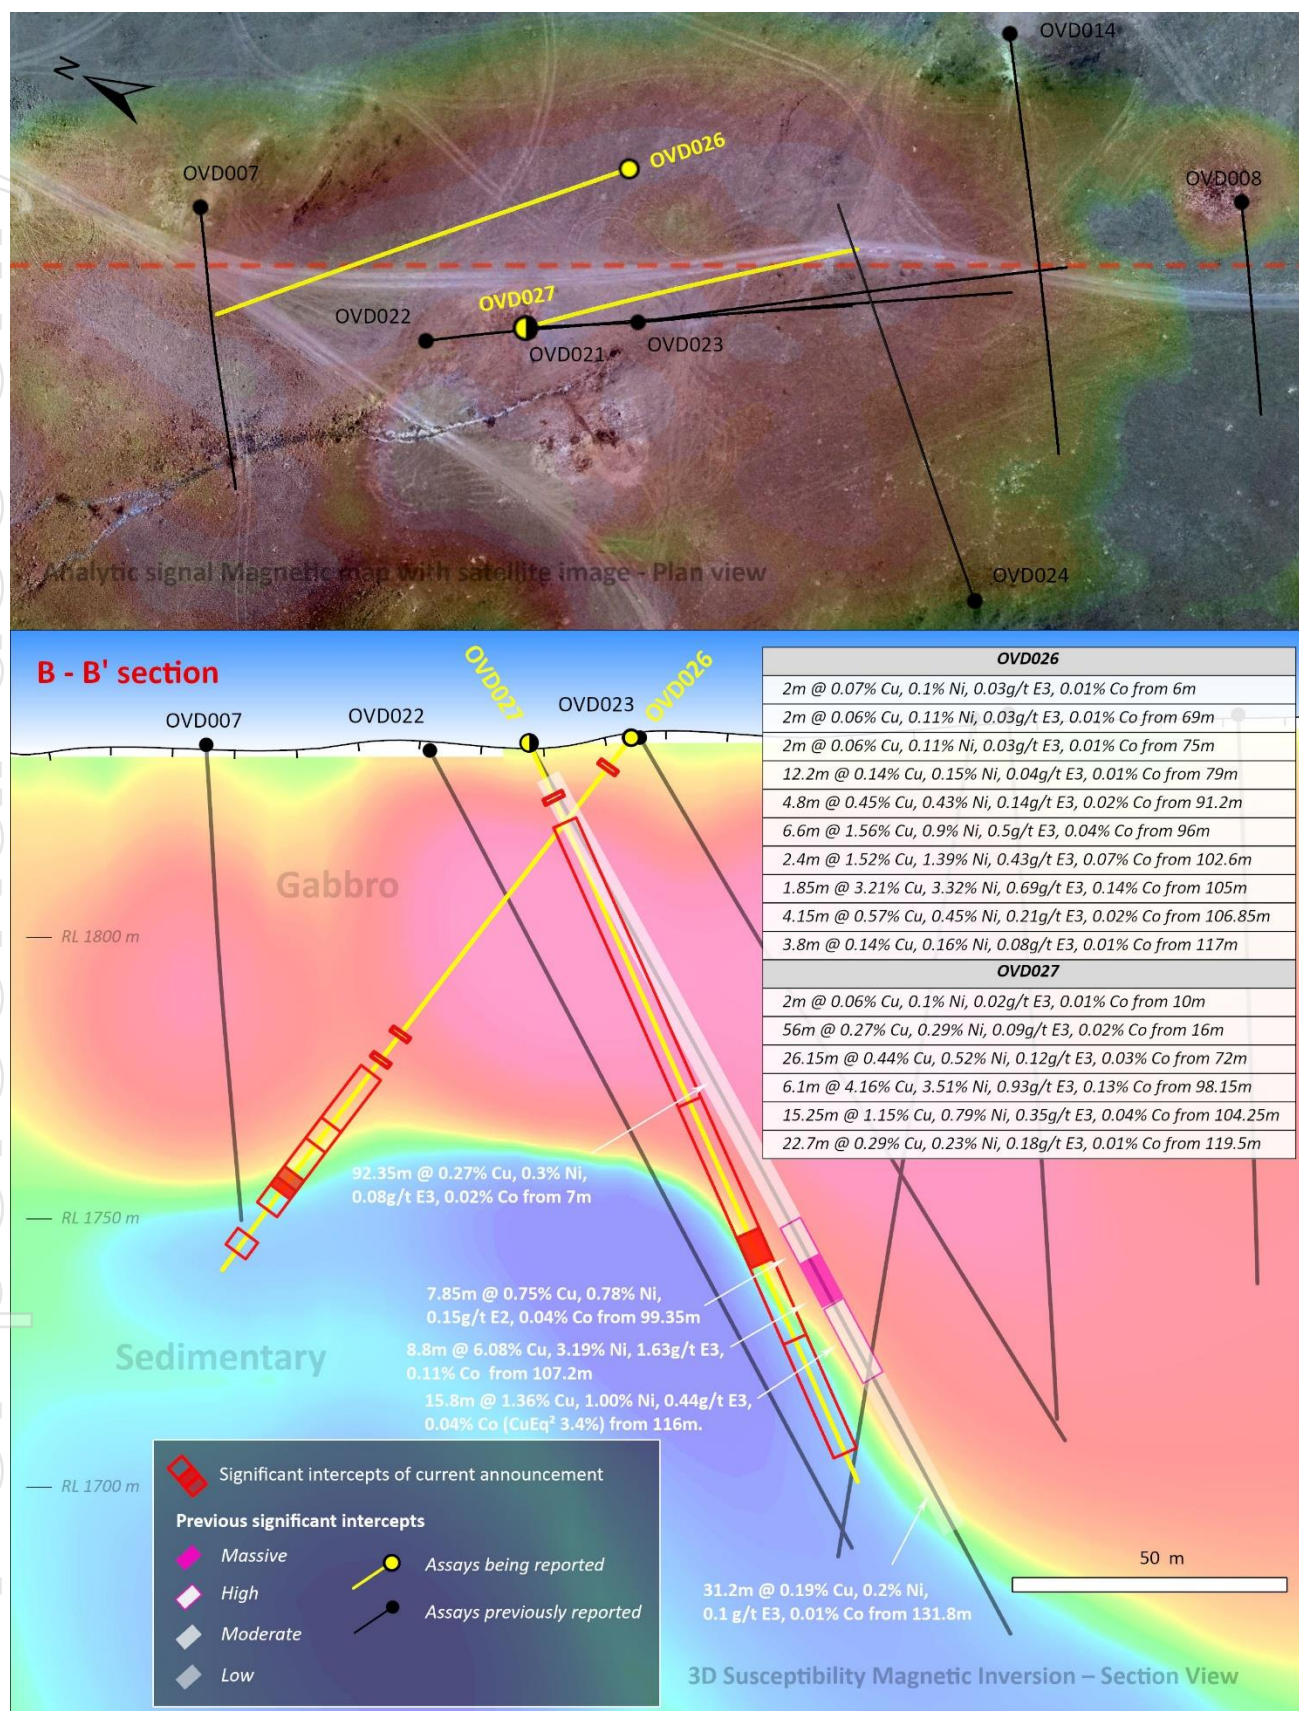 N
OVD014
OVD026
OVD007
OVD008
OVD027
OVD022
OVD021
OVD023
Analytic signal Magnetic map with satellite image - Plan view
OVD024
B - B' section
OVD027
OVD026
OVD007
OVD022
OVD023
OVD026
2m @ 0.07% Cu, 0.1% Ni, 0.03g/t E3, 0.01% Co from 6m
2m @ 0.06% Cu, 0.11% Ni, 0.03g/t E3, 0.01% Co from 69m
2m @ 0.06% Cu, 0.11% Ni, 0.03g/t E3, 0.01% Co from 75m
12.2m @ 0.14% Cu, 0.15% Ni, 0.04g/t E3, 0.01% Co from 79m
4.8m @ 0.45% Cu, 0.43% Ni, 0.14g/t E3, 0.02% Co from 91.2m
6.6m @ 1.56% Cu, 0.9% Ni, 0.5g/t E3, 0.04% Co from 96m
2.4m @ 1.52% Cu, 1.39% Ni, 0.43g/t E3, 0.07% Co from 102.6m
1.85m @ 3.21% Cu, 3.32% Ni, 0.69g/t E3, 0.14% Co from 105m
4.15m @ 0.57% Cu, 0.45% Ni, 0.21g/t E3, 0.02% Co from 106.85m
3.8m @ 0.14% Cu, 0.16% Ni, 0.08g/t E3, 0.01% Co from 117m
OVD027
2m @ 0.06% Cu, 0.1% Ni, 0.02g/t E3, 0.01% Co from 10m
56m @ 0.27% Cu, 0.29% Ni, 0.09g/t E3, 0.02% Co from 16m
26.15m @ 0.44% Cu, 0.52% Ni, 0.12g/t E3, 0.03% Co from 72m
6.1m @ 4.16% Cu, 3.51% Ni, 0.93g/t E3, 0.13% Co from 98.15m
15.25m @ 1.15% Cu, 0.79% Ni, 0.35g/t E3, 0.04% Co from 104.25m
22.7m @ 0.29% Cu, 0.23% Ni, 0.18g/t E3, 0.01% Co from 119.5m
Gabbro
RL 1800 m
92.35m @ 0.27% Cu, 0.3% Ni,
0.08g/t E3, 0.02% Co from 7m
RL 1750 m
7.85m @ 0.75% Cu, 0.78% Ni,
0.15g/t E2, 0.04% Co from 99.35m
Sedimentary
8.8m @ 6.08% Cu, 3.19% Ni, 1.63g/t E3,
0.11% Co from 107.2m
15.8m @ 1.36% Cu, 1.00% Ni, 0.44g/t E3,
0.04% Co (CuEq² 3.4%) from 116m.
RL 1700 m
Significant intercepts of current announcement
Previous significant intercepts
Massive
High
Moderate
Low
Assays being reported
Assays previously reported
50 m
31.2m @ 0.19% Cu, 0.2% Ni,
0.1 g/t E3, 0.01% Co from 131.8m
3D Susceptibility Magnetic Inversion – Section View